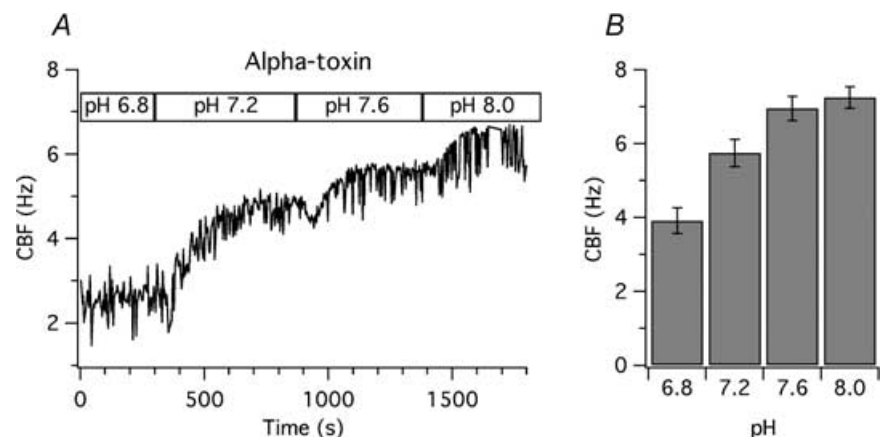 A
B
Alpha-toxin
pH 6.8 pH 7.2 pH 7.6 pH 8.0
CBF (Hz)
8
6
4
2
0 500 1000 1500
Time (s)
CBF (Hz)
8
6
4
2
0
6.8 7.2 7.6 8.0
pH